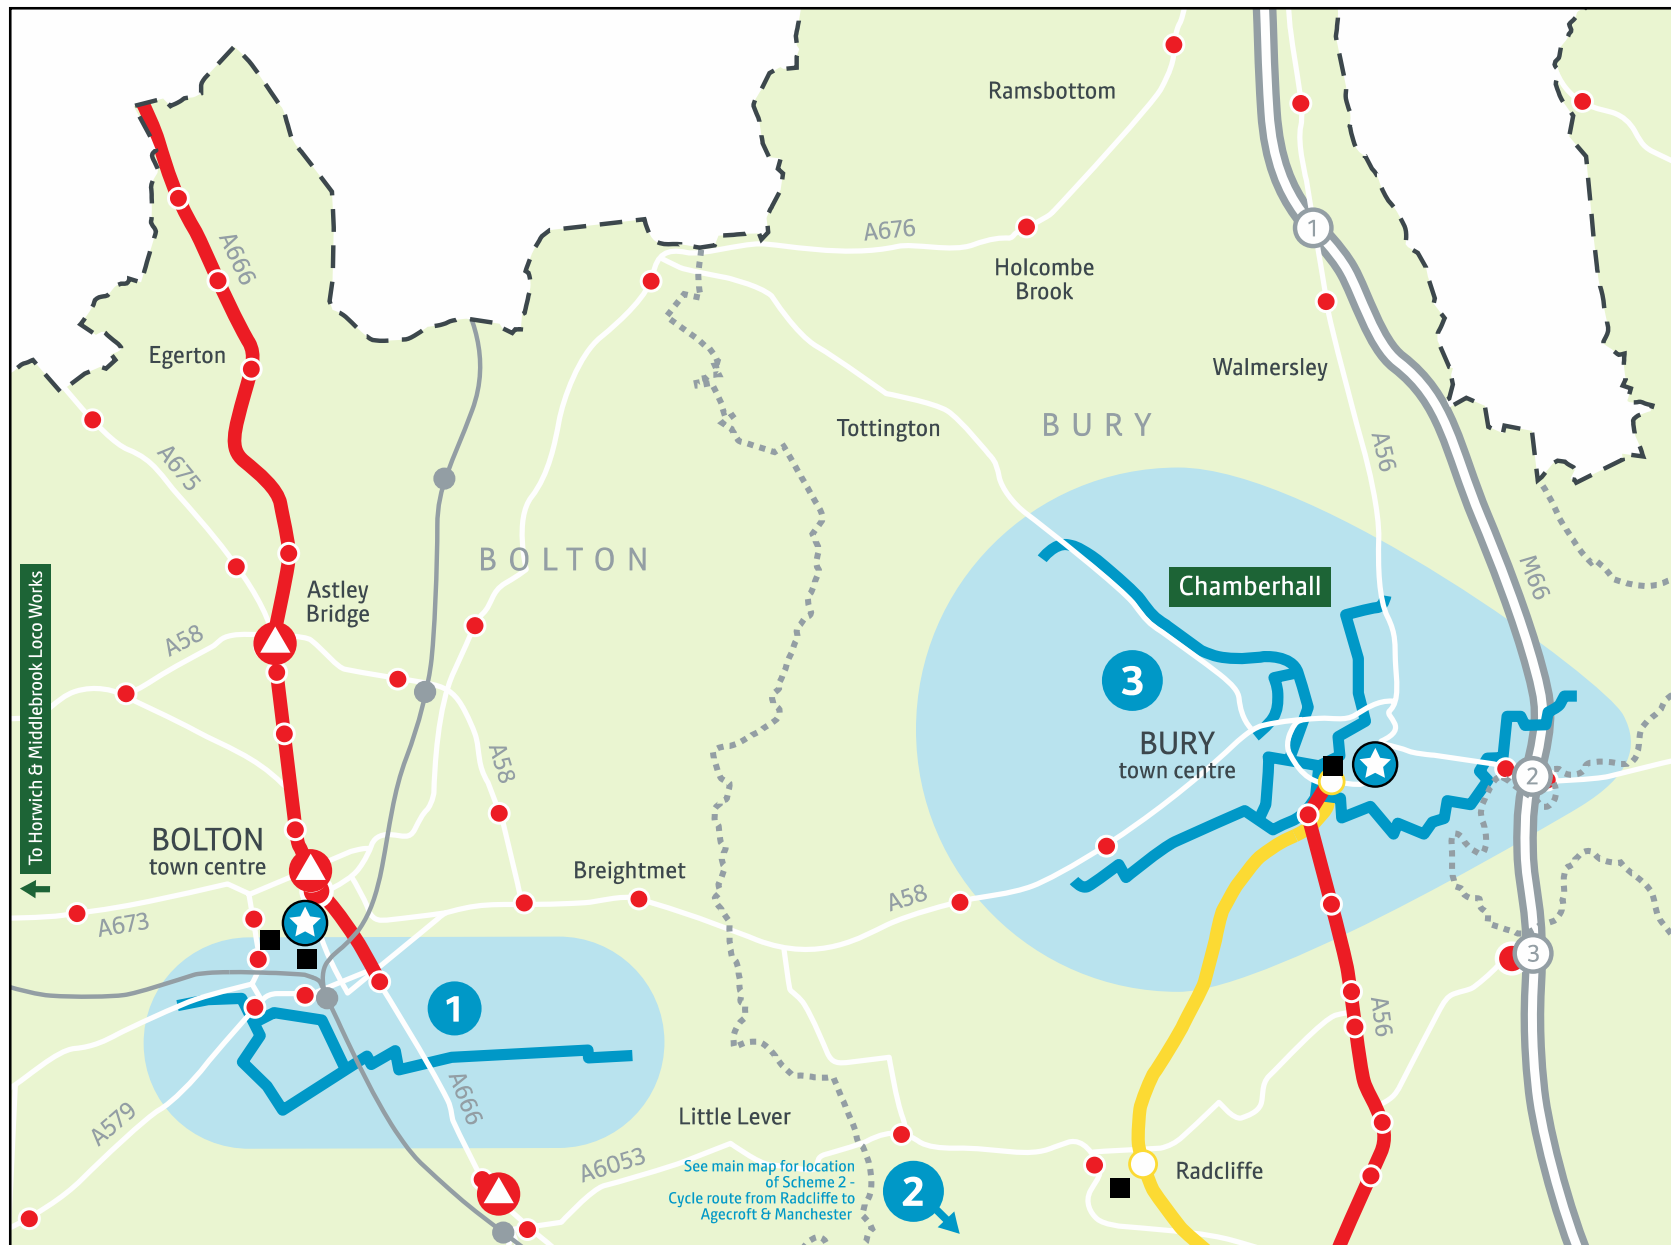 Ramsbottom
1
A676
A666
Holcombe
Brook
Egerton
Walmersley
Tottington
BURY
A56
A675
BOLTON
M66
Chamberhall
Astley
Bridge
A58
To Horwich & Middlebrook Loco Works
3
BURY
town centre
A58
2
BOLTON
town centre
Breightmet
A58
A673
3
1
A56
A666
A579
Little Lever
A6053
See main map for location
of Scheme 2 -
Cycle route from Radcliffe to
Agecroft & Manchester
2
Radcliffe